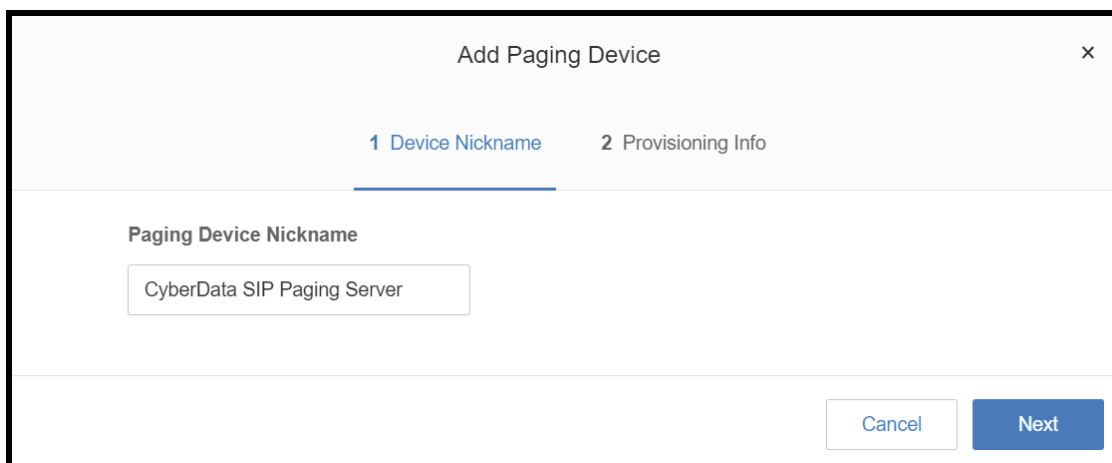 Add Paging Device ×
1 Device Nickname 2 Provisioning Info
Paging Device Nickname
CyberData SIP Paging Server
Cancel Next